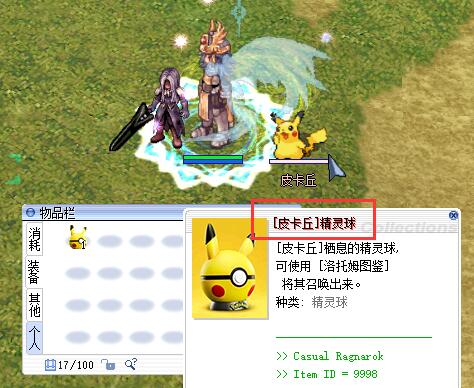 皮卡丘
物品栏
[皮卡丘]精灵球
Collections
消耗
装备
其他
个人
[皮卡丘]栖息的精灵球,
可使用 [洛托姆图鉴]
将其召唤出来。
种类: 精灵球
>> Casual Ragnarok
>> Item ID = 9998
17/100